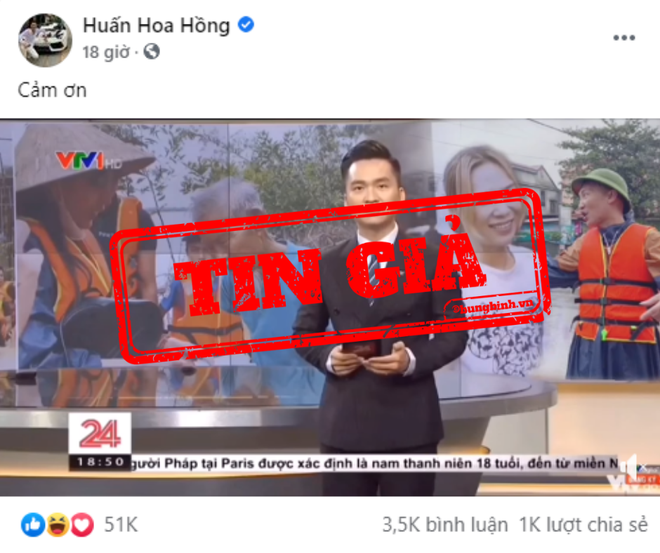 Huấn Hoa Hồng
18 giờ ·
Cảm ơn
VTV1 HD
TIN GIẢ
Phungbinh.vn
24
18:50
gười Pháp tại Paris được xác định là nam thanh niên 18 tuổi, đến từ miền N
51K
3,5K bình luận 1K lượt chia sẻ